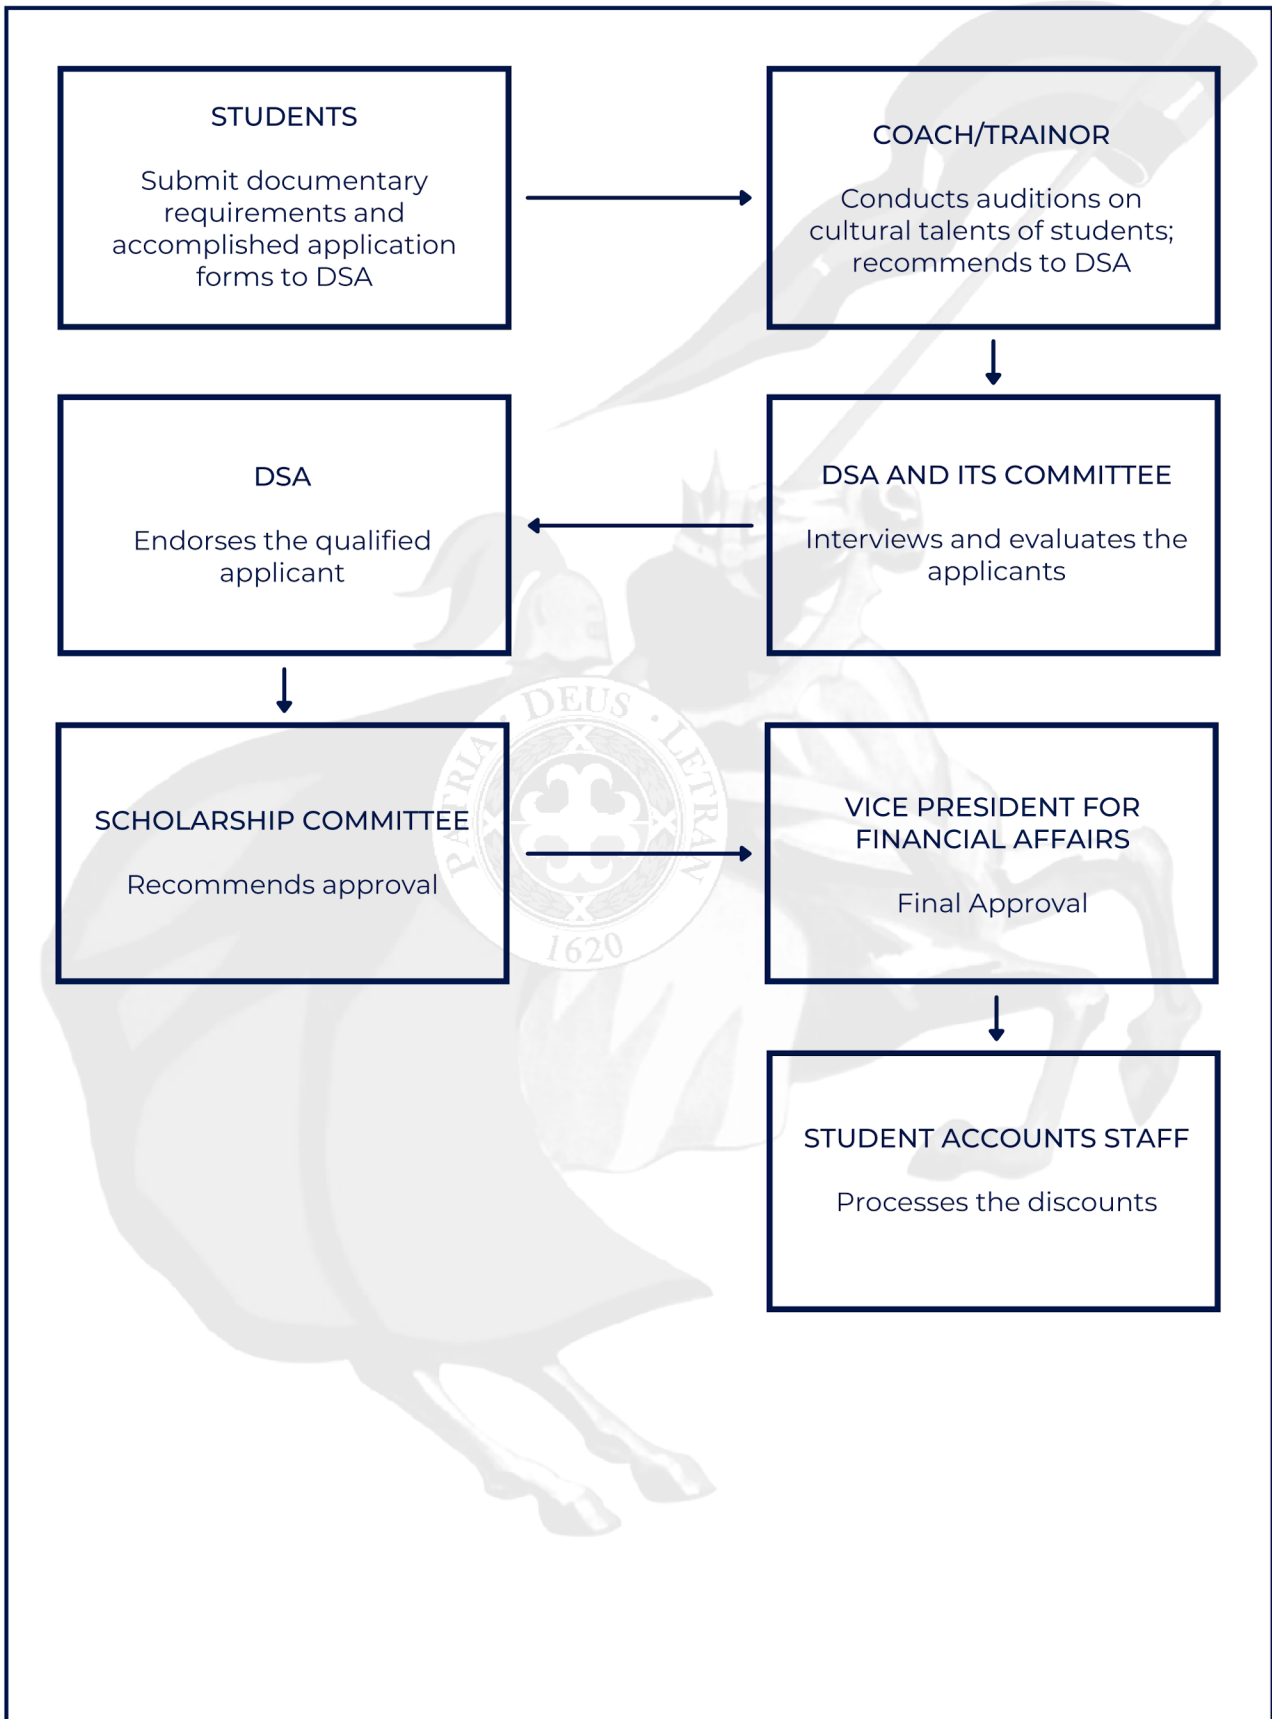 STUDENTS
Submit documentary
requirements and
accomplished application
forms to DSA
COACH/TRAINOR
Conducts auditions on
cultural talents of students;
recommends to DSA
DSA AND ITS COMMITTEE
Interviews and evaluates the
applicants
DSA
Endorses the qualified
applicant
SCHOLARSHIP COMMITTEE
Recommends approval
VICE PRESIDENT FOR
FINANCIAL AFFAIRS
Final Approval
STUDENT ACCOUNTS STAFF
Processes the discounts
PATRIA · DEUS · LETRAN
1620